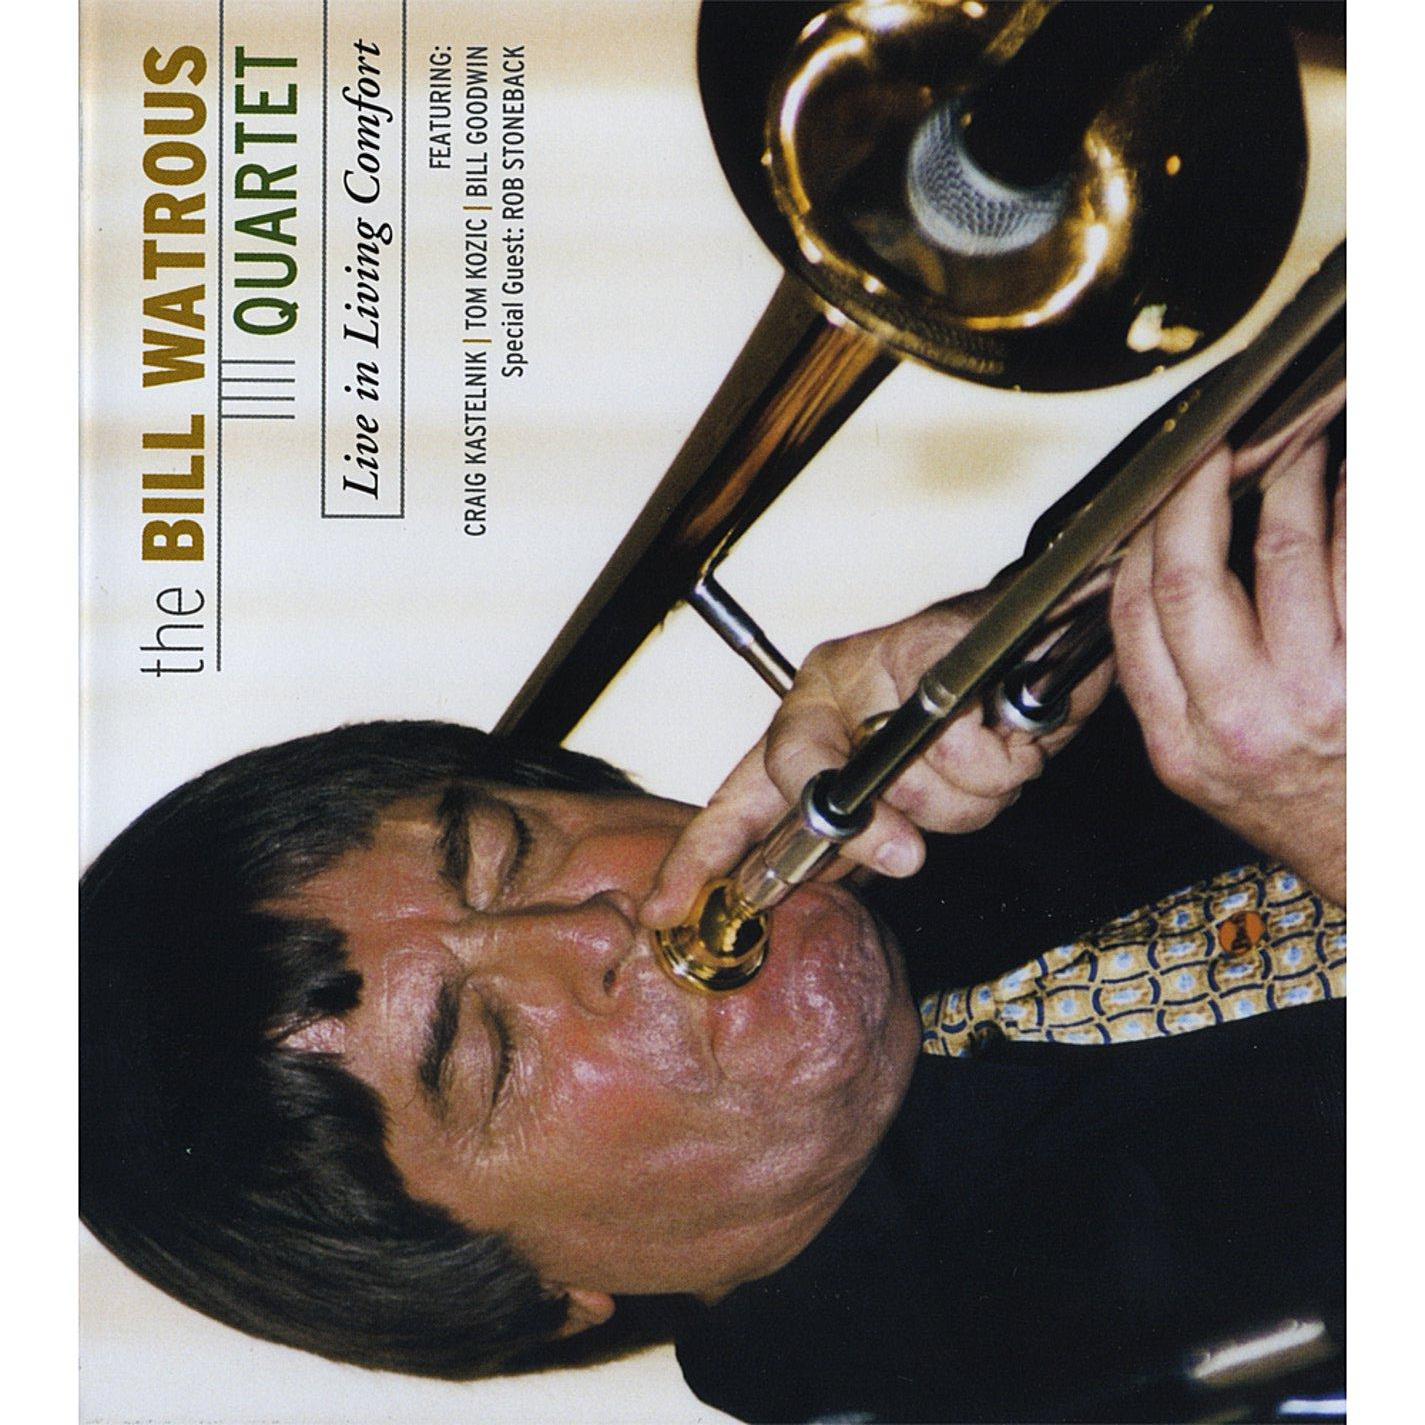 the BILL WATROUS
QUARTET
Live in Living Comfort
FEATURING:
CRAIG KASTELNIK | TOM KOZIC | BILL GOODWIN
Special Guest: ROB STONEBACK